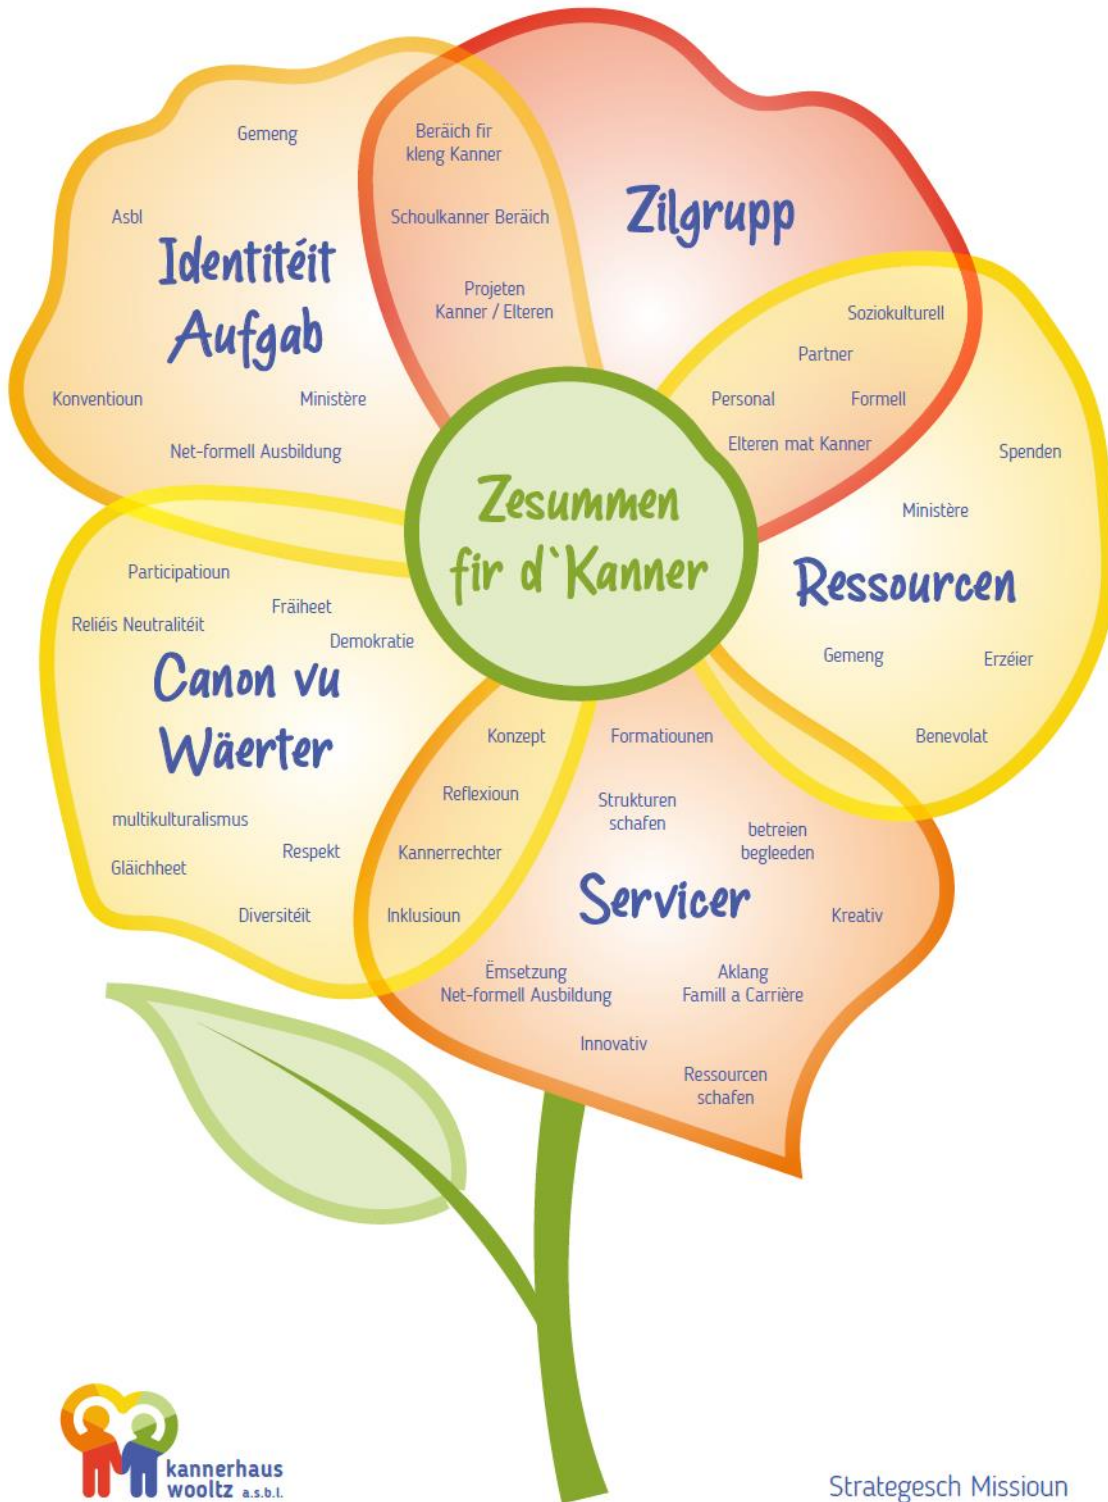 Gemeng
Asbl
Identitéit
Aufgab
Konventioun
Ministère
Net-formell Ausbildung
Beräich fir
kleng Kanner
Schoulkanner Beräich
Projeten
Kanner / Elteren
Zilgrupp
Soziokulturell
Partner
Personal
Formell
Elteren mat Kanner
Spenden
Ministère
Ressourcen
Gemeng
Erzéier
Benevolat
Zesummen
fir d`Kanner
Participatioun
Fräiheet
Reliéis Neutralitéit
Demokratie
Canon vu
Wäerter
multikulturalismus
Respekt
Gläichheet
Diversitéit
Konzept
Reflexioun
Kannerrechter
Inklusioun
Formatiounen
Strukturen
schafen
betreien
begleeden
Servicer
Kreativ
Ëmsetzung
Net-formell Ausbildung
Aklang
Famill a Carrière
Innovativ
Ressourcen
schafen
kannerhaus
wooltz a.s.b.l.
Strategesch Missioun